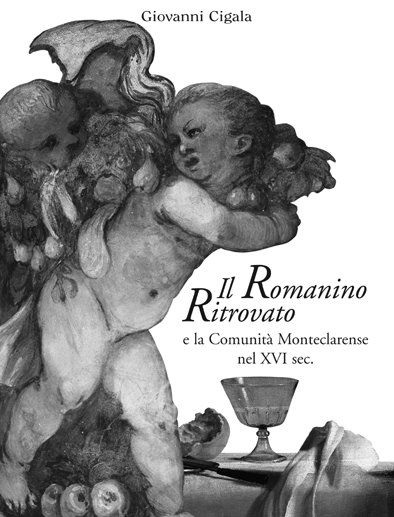 Giovanni Cigala
Il Romanino
Ritrovato
e la Comunità Monteclarense
nel XVI sec.